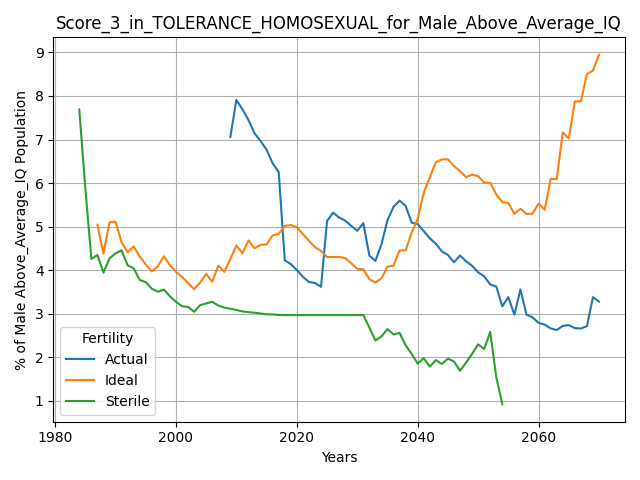 Score_3_in_TOLERANCE_HOMOSEXUAL_for_Male_Above_Average_IQ
% of Male Above_Average_IQ Population
9
8
7
6
5
4
3
2
1
Fertility
Actual
Ideal
Sterile
1980
2000
2020
2040
2060
Years